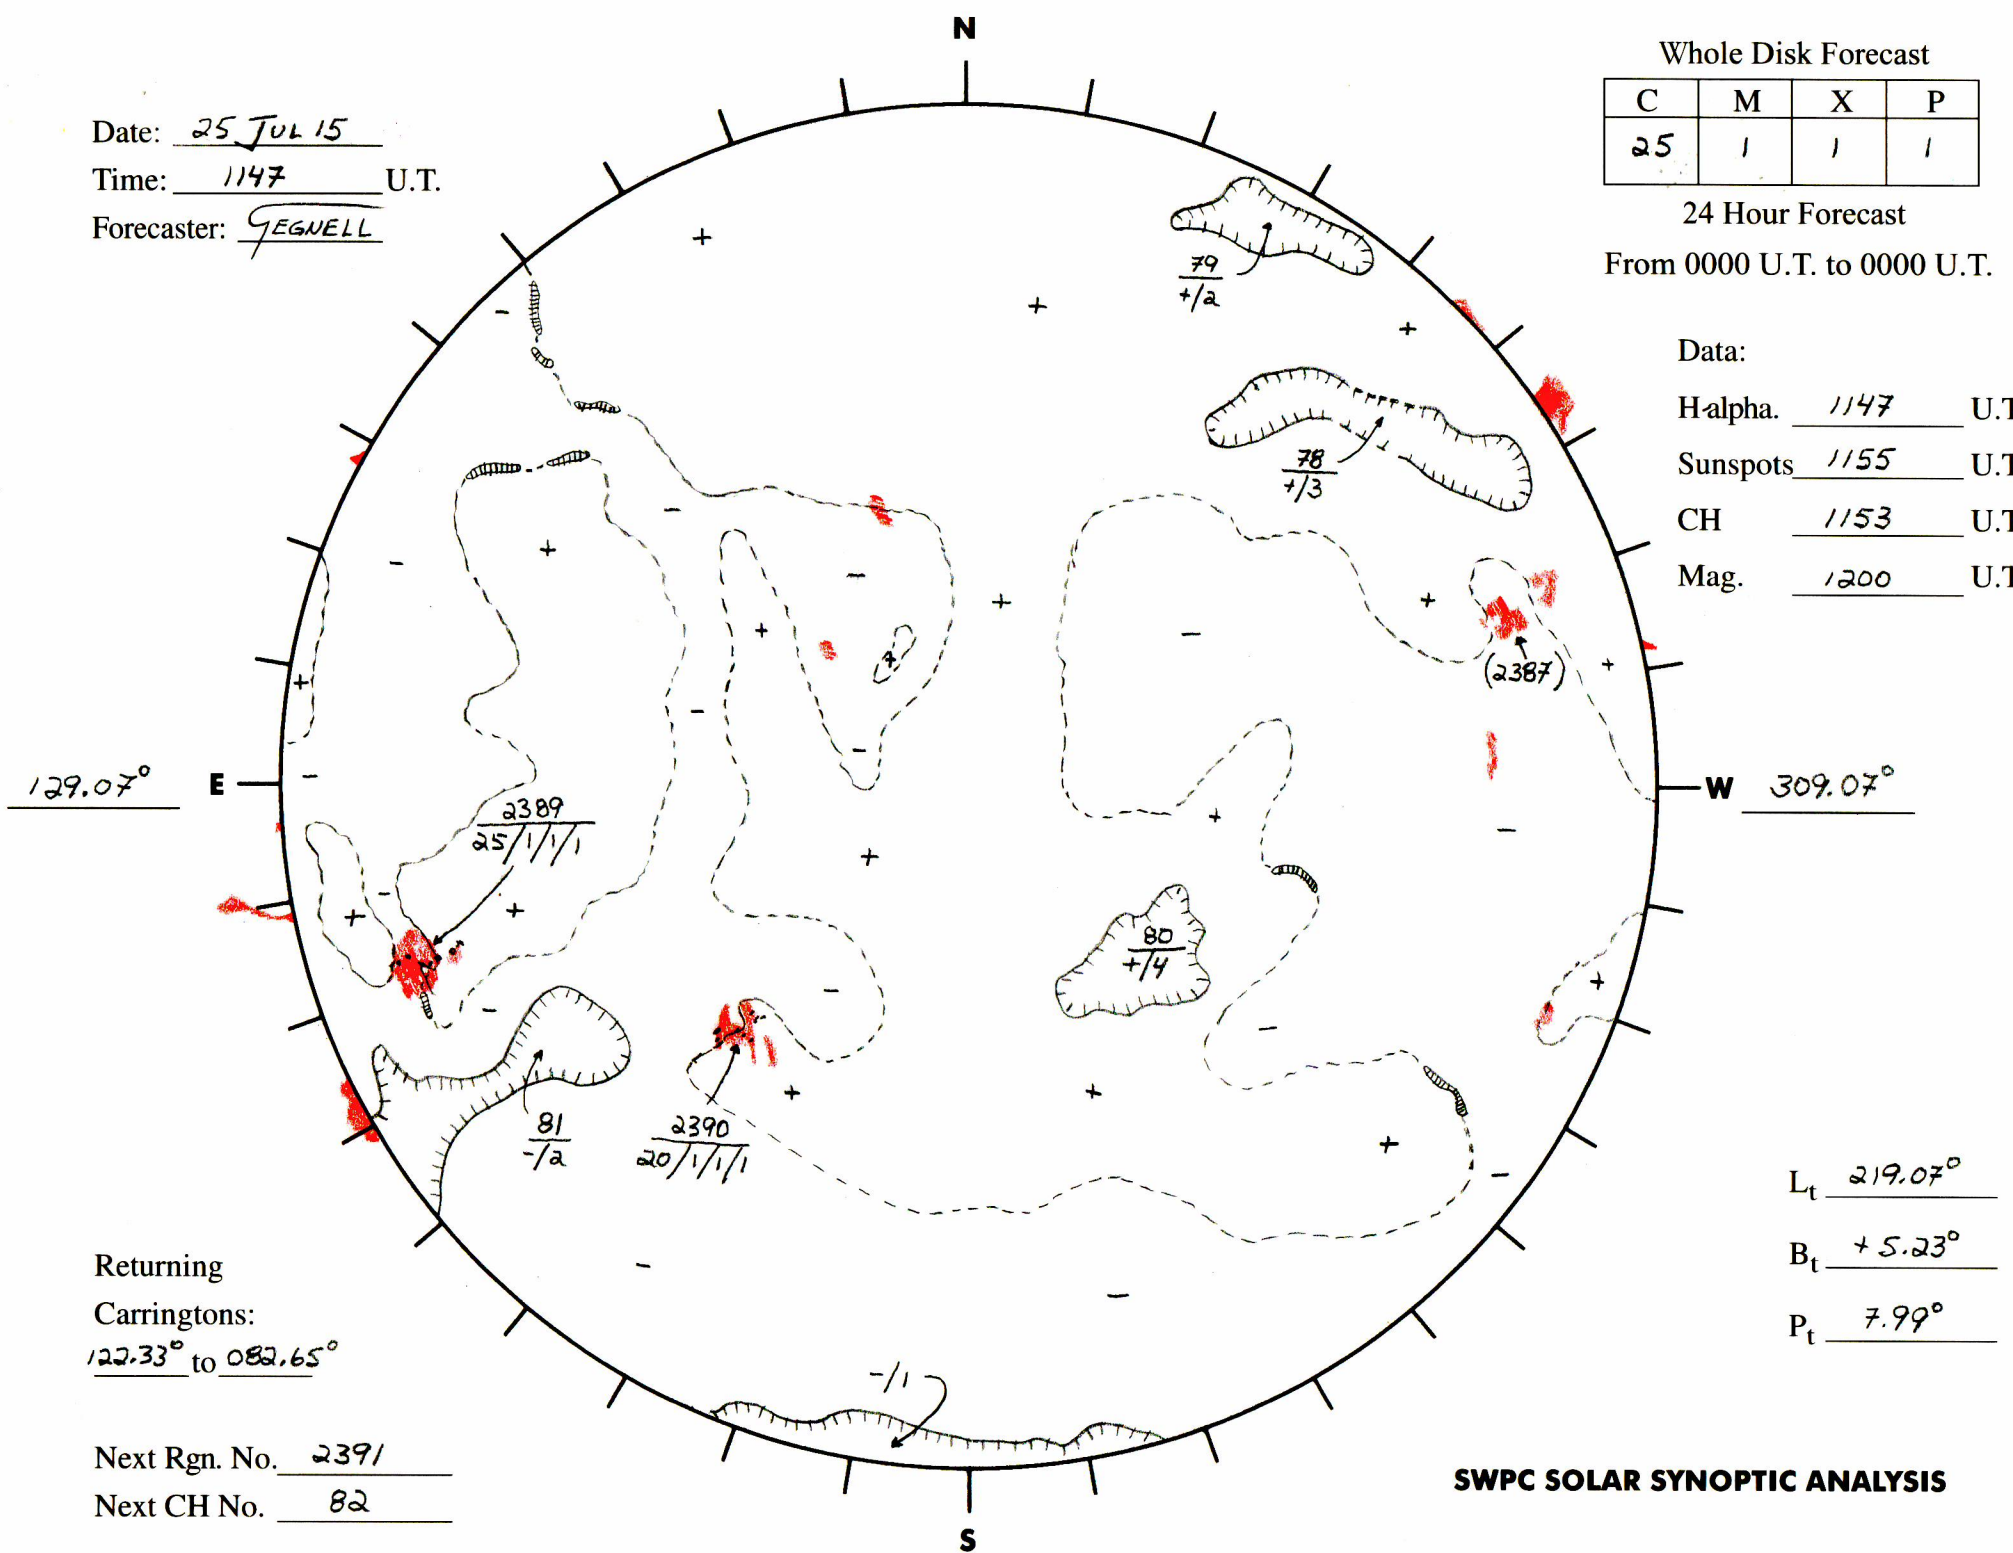 N
Whole Disk Forecast
C M X P
25 1 1 1
24 Hour Forecast
From 0000 U.T. to 0000 U.T.
Date: 25 JUL 15
Time: 1147 U.T.
Forecaster: GEGNELL
Data:
H-alpha. 1147 U.T
Sunspots 1155 U.T
CH 1153 U.T
Mag. 1200 U.T
79
+/2
78
+/3
(2387)
129.07° E
W 309.07°
2389
25/1/1/1
80
+/4
81
-/2
2390
20/1/1/1
Lt 219.07°
Bt +5.23°
Pt 7.99°
Returning
Carringtons:
122.33° to 082.65°
-/1
Next Rgn. No. 2391
Next CH No. 82
SWPC SOLAR SYNOPTIC ANALYSIS
S